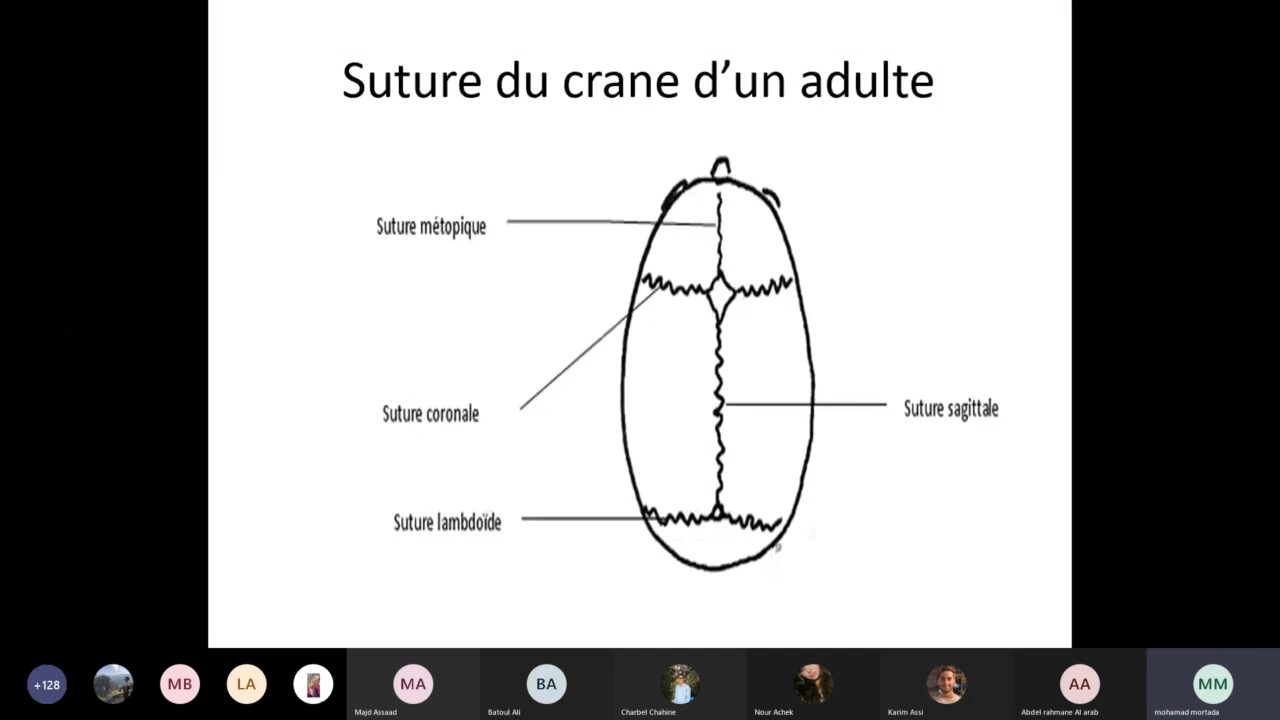 Suture du crane d’un adulte
Suture métopique
Suture coronale
Suture sagittale
Suture lambdoïde
+128
MB
LA
MA
BA
AA
MM
Majd Assaad
Batoul Ali
Charbel Chahine
Nour Achek
Karim Assi
Abdel rahmane Al arab
mohamad mortada